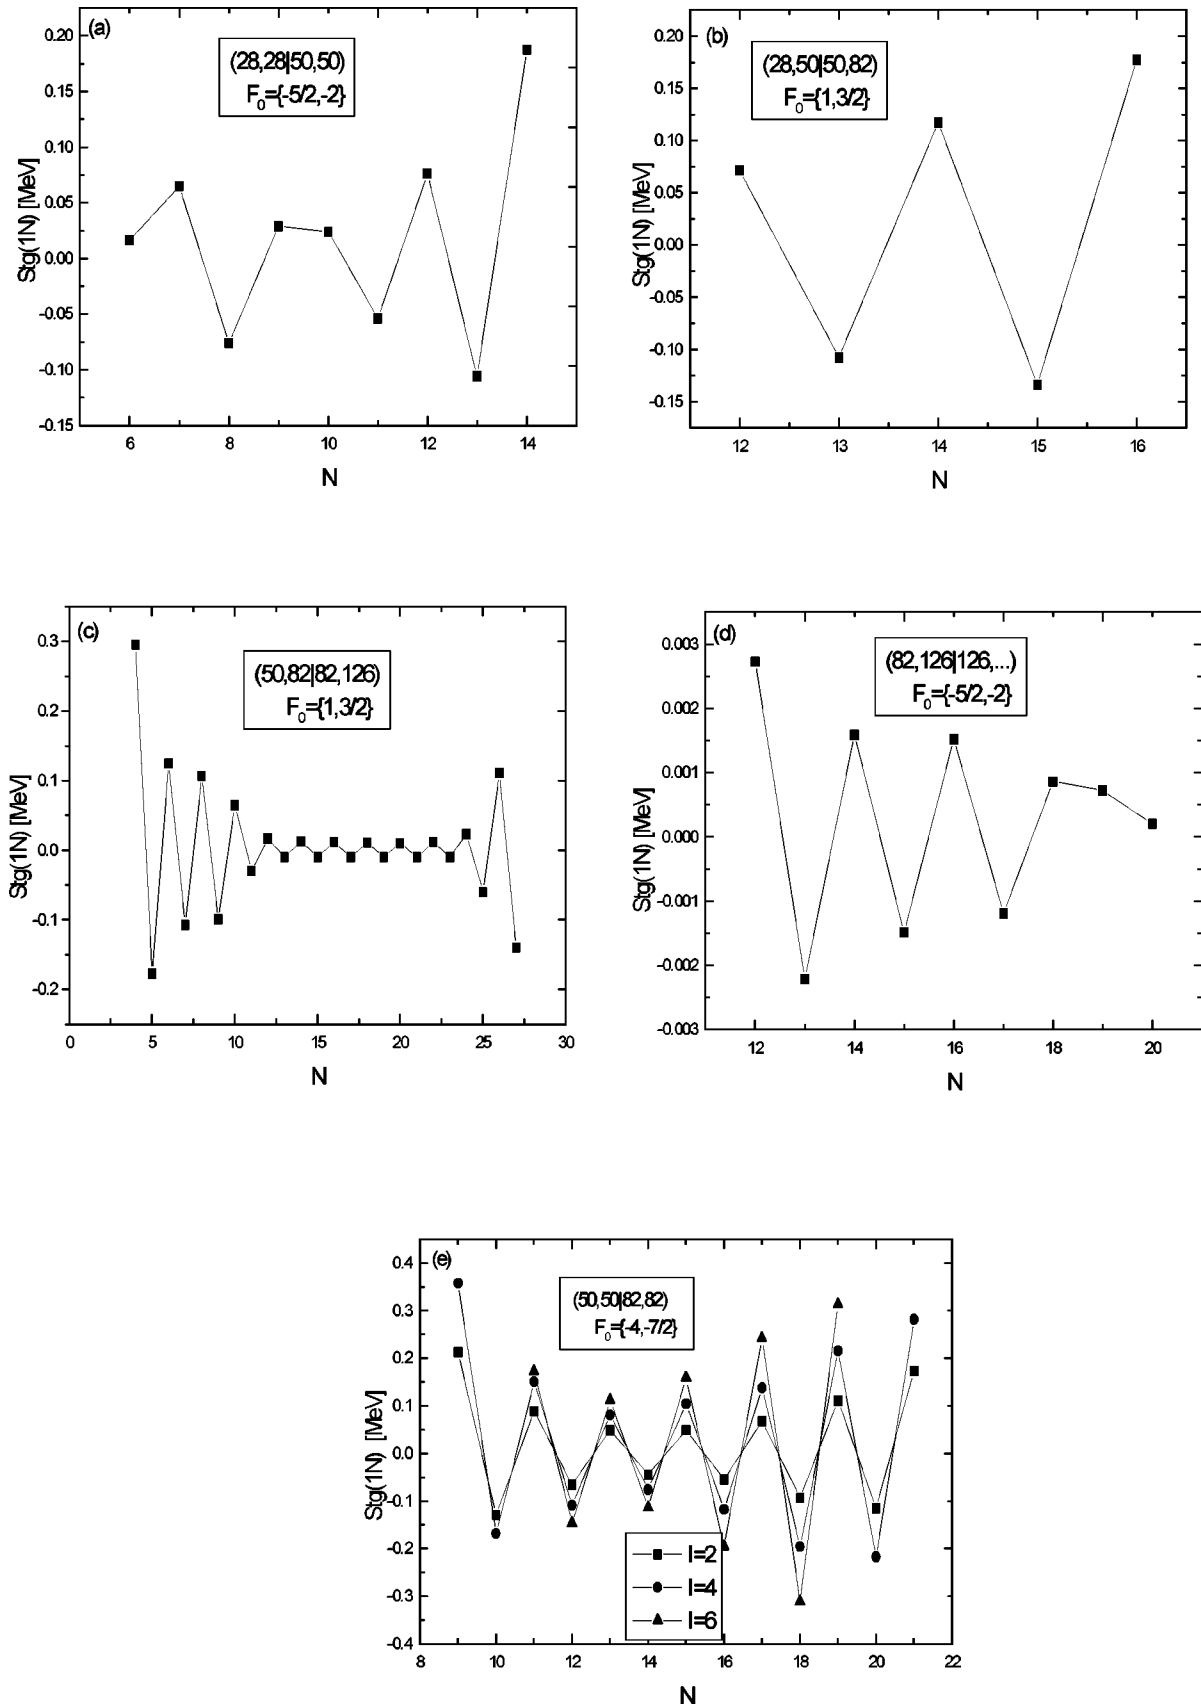 (a)
(28,28|50,50)
F0={-5/2,-2}
Stg(1N) [MeV]
0.20
0.15
0.10
0.05
0.00
-0.05
-0.10
-0.15
6 8 10 12 14
N
(b)
(28,50|50,82)
F0={1,3/2}
Stg(1N) [MeV]
0.20
0.15
0.10
0.05
0.00
-0.05
-0.10
-0.15
12 13 14 15 16
N
(c)
(50,82|82,126)
F0={1,3/2}
Stg(1N) [MeV]
0.3
0.2
0.1
0.0
-0.1
-0.2
0 5 10 15 20 25 30
N
(d)
(82,126|126,...)
F0={-5/2,-2}
Stg(1N) [MeV]
0.003
0.002
0.001
0.000
-0.001
-0.002
-0.003
12 14 16 18 20
N
(e)
(50,50|82,82)
F0={-4,-7/2}
Stg(1N) [MeV]
0.4
0.3
0.2
0.1
0.0
-0.1
-0.2
-0.3
-0.4
I=2
I=4
I=6
8 10 12 14 16 18 20 22
N